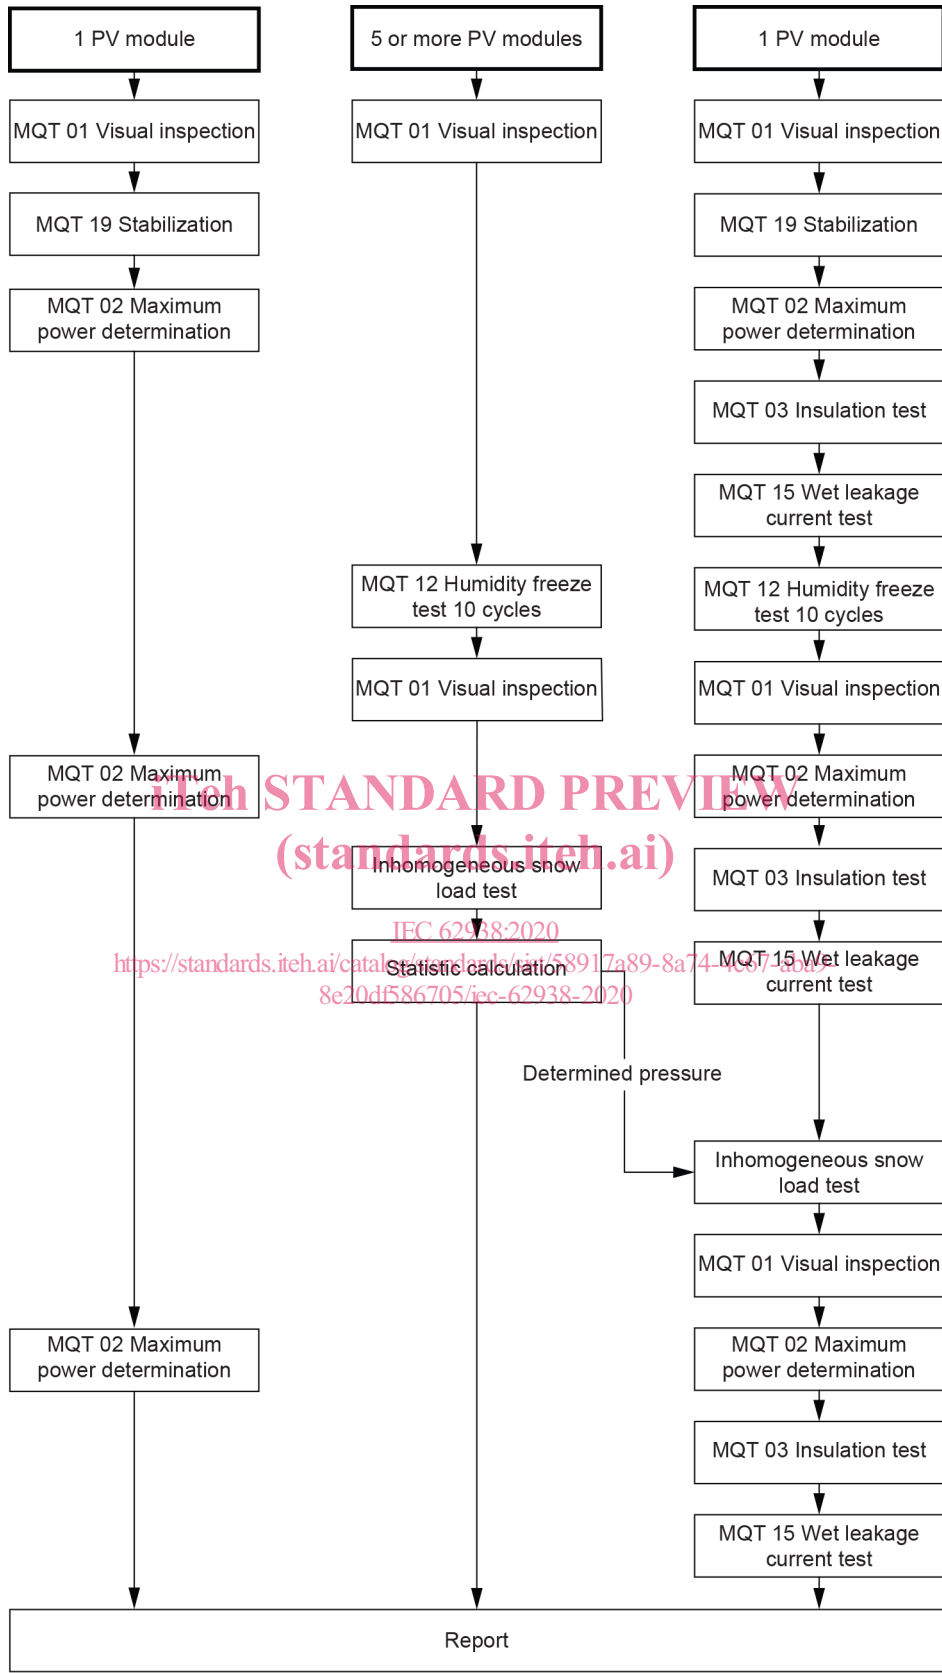 1 PV module
MQT 01 Visual inspection
MQT 19 Stabilization
MQT 02 Maximum
power determination
MQT 02 Maximum
power determination
MQT 02 Maximum
power determination
5 or more PV modules
MQT 01 Visual inspection
MQT 12 Humidity freeze
test 10 cycles
MQT 01 Visual inspection
Inhomogeneous snow
load test
Statistic calculation
Determined pressure
1 PV module
MQT 01 Visual inspection
MQT 19 Stabilization
MQT 02 Maximum
power determination
MQT 03 Insulation test
MQT 15 Wet leakage
current test
MQT 12 Humidity freeze
test 10 cycles
MQT 01 Visual inspection
MQT 02 Maximum
power determination
MQT 03 Insulation test
MQT 15 Wet leakage
current test
Inhomogeneous snow
load test
MQT 01 Visual inspection
MQT 02 Maximum
power determination
MQT 03 Insulation test
MQT 15 Wet leakage
current test
Report
iTeh STANDARD PREVIEW
(standards.iteh.ai)
IEC 62938:2020
https://standards.iteh.ai/catalog/standards/sist/58917a89-8a74-4c67-aba9-
8e20df586705/iec-62938-2020